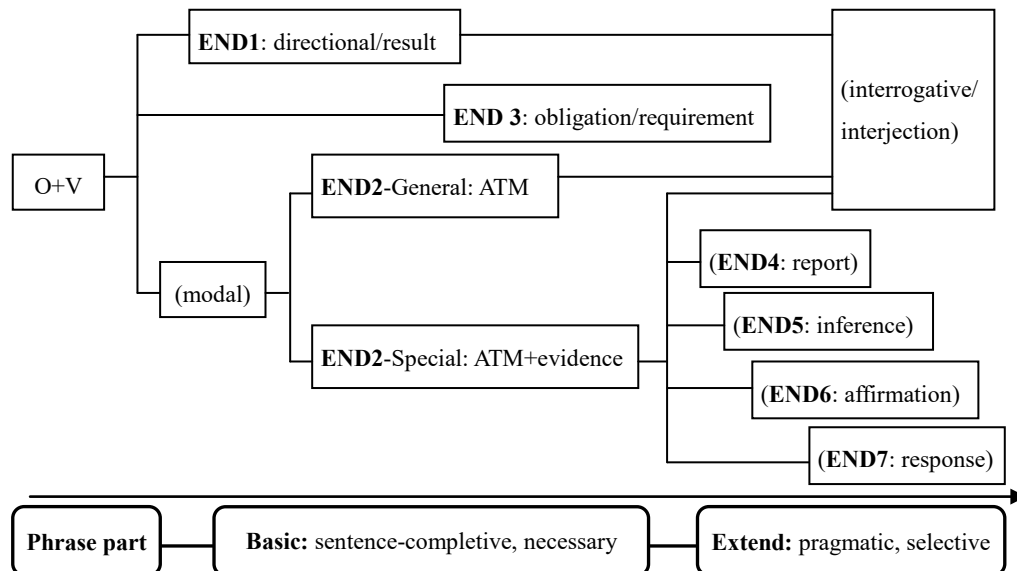 END1: directional/result
(interrogative/
interjection)
END 3: obligation/requirement
O+V
END2-General: ATM
(modal)
(END4: report)
(END5: inference)
END2-Special: ATM+evidence
(END6: affirmation)
(END7: response)
Phrase part
Basic: sentence-completive, necessary
Extend: pragmatic, selective